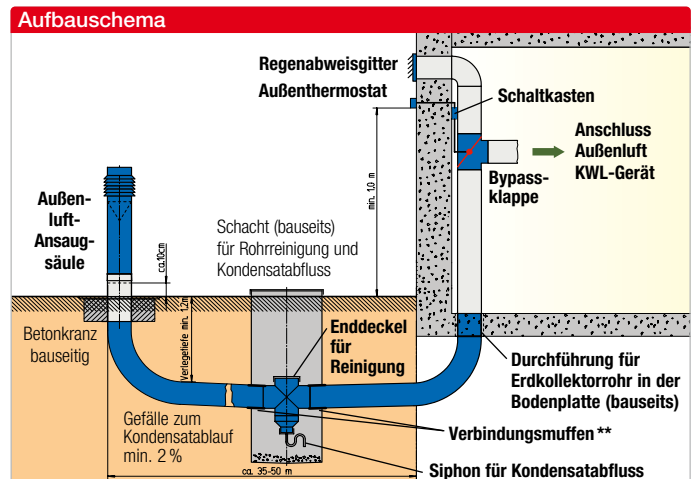 Aufbauschema
Regenabweisgitter
Außenthermostat
Schaltkasten
Anschluss
Außenluft
KWL-Gerät
Bypass-
klappe
min. 1,0 m
Außen-
luft-
Ansaug-
säule
ca.10cm
Schacht (bauseits)
für Rohrreinigung und
Kondensatabfluss
Betonkranz
bauseitig
Verlegetiefe min. 1,2m
Enddeckel
für
Reinigung
Durchführung für
Erdkollektorrohr in der
Bodenplatte (bauseits)
Gefälle zum
Kondensatablauf
min. 2 %
Verbindungsmuffen **
ca. 35-50 m
Siphon für Kondensatabfluss